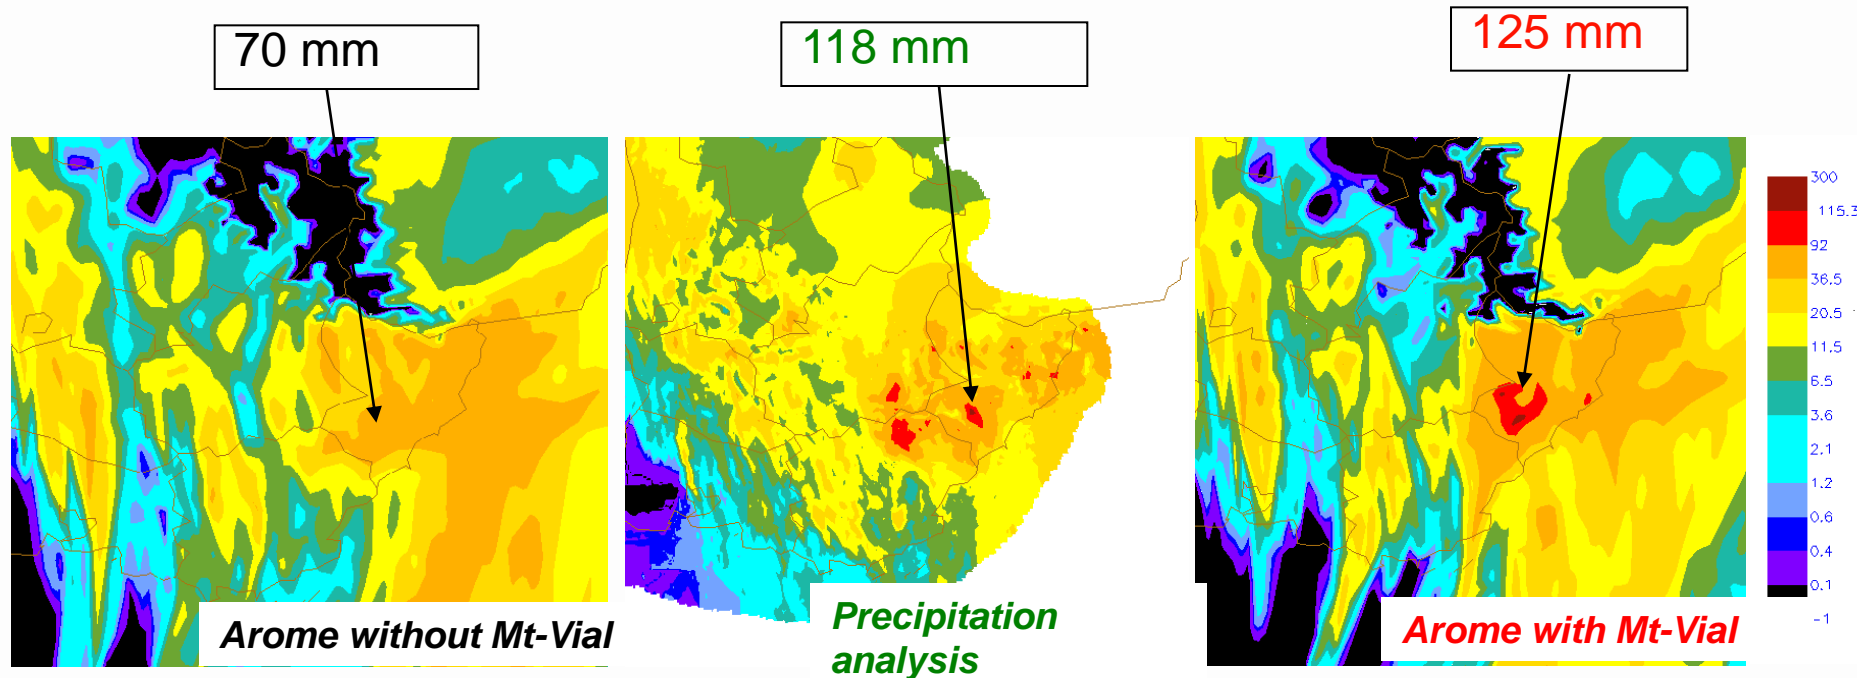 70 mm
118 mm
125 mm
300
115.3
92
36.5
20.5
11.5
6.5
3.6
2.1
1.2
0.6
0.4
0.1
-1
Arome without Mt-Vial
Precipitation
analysis
Arome with Mt-Vial